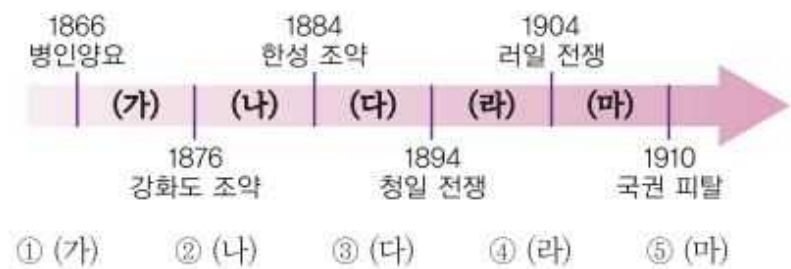 1866 1884 1904
병인양요 한성 조약 러일 전쟁
(가) (나) (다) (라) (마)
1876 1894 1910
강화도 조약 청일 전쟁 국권 피탈
① (가) ② (나) ③ (다) ④ (라) ⑤ (마)